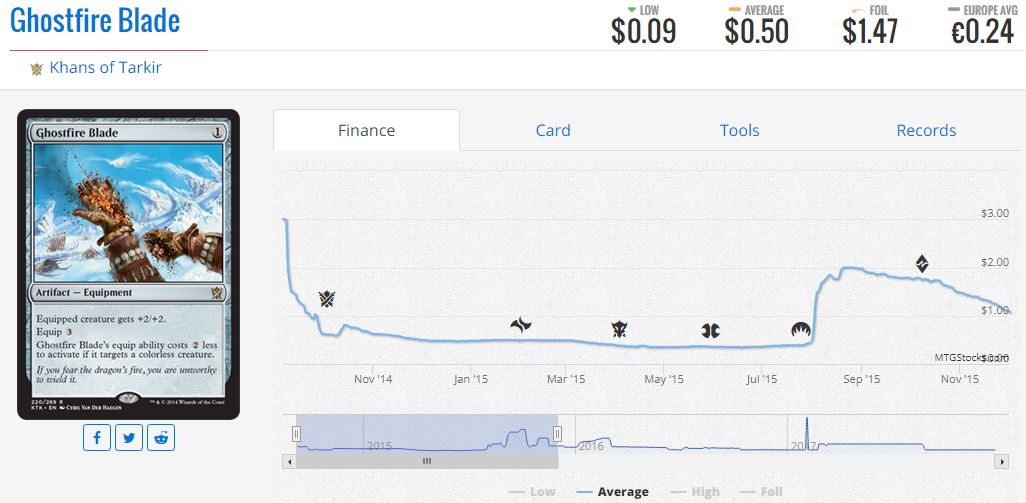 Ghostfire Blade
LOW
$0.09
AVERAGE
$0.50
FOIL
$1.47
EUROPE AVG
€0.24
Khans of Tarkir
Ghostfire Blade 1
Artifact — Equipment
Equipped creature gets +2/+2.
Equip 3
Ghostfire Blade's equip ability costs 2 less
to activate if it targets a colorless creature.
If you fear the dragon's fire, you are unworthy
to wield it.
220/269 R
KTK • EN Cyril Van Der Haegen
™ & © 2014 Wizards of the Coast
Finance Card Tools Records
$3.00
$2.00
$1.00
$0.00
MTGStocks.com
Nov '14 Jan '15 Mar '15 May '15 Jul '15 Sep '15 Nov '15
2015 2016 2017
Low Average High Foil